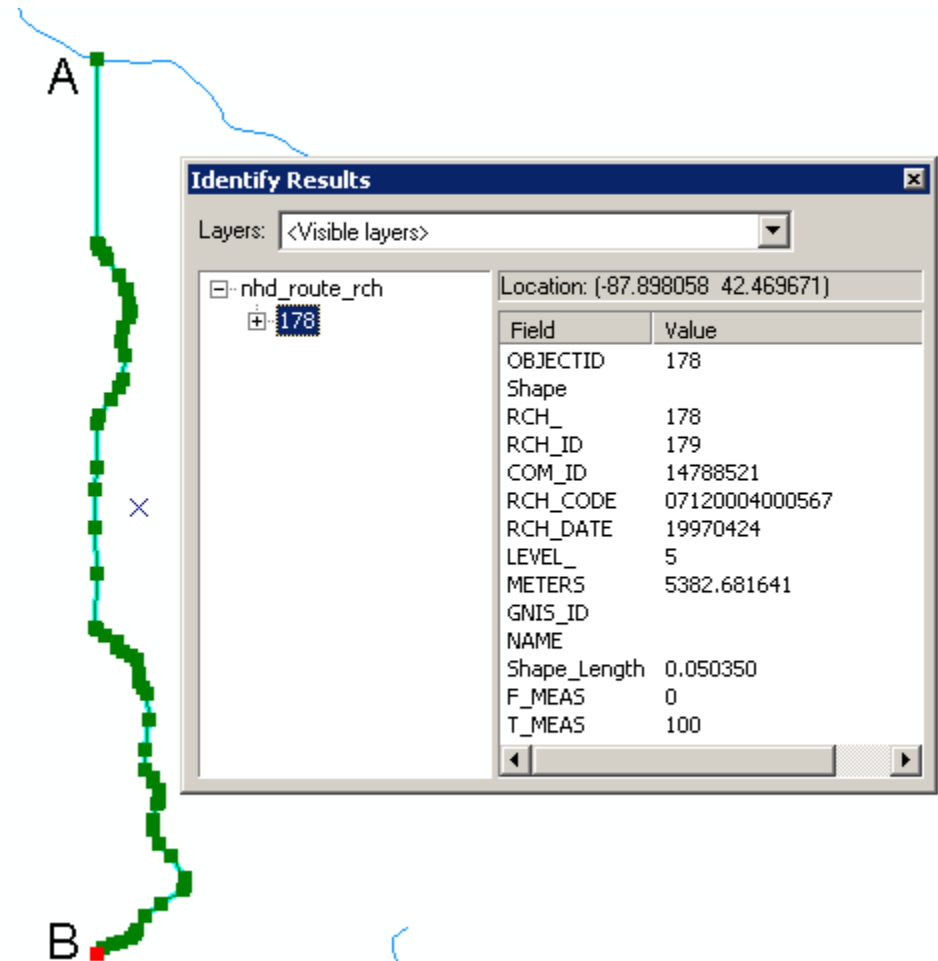 A
Identify Results
Layers: <Visible layers>
nhd_route_rch
178
Location: (-87.898058 42.469671)
Field Value
OBJECTID 178
Shape
RCH_ 178
RCH_ID 179
COM_ID 14788521
RCH_CODE 07120004000567
RCH_DATE 19970424
LEVEL_ 5
METERS 5382.681641
GNIS_ID
NAME
Shape_Length 0.050350
F_MEAS 0
T_MEAS 100
B